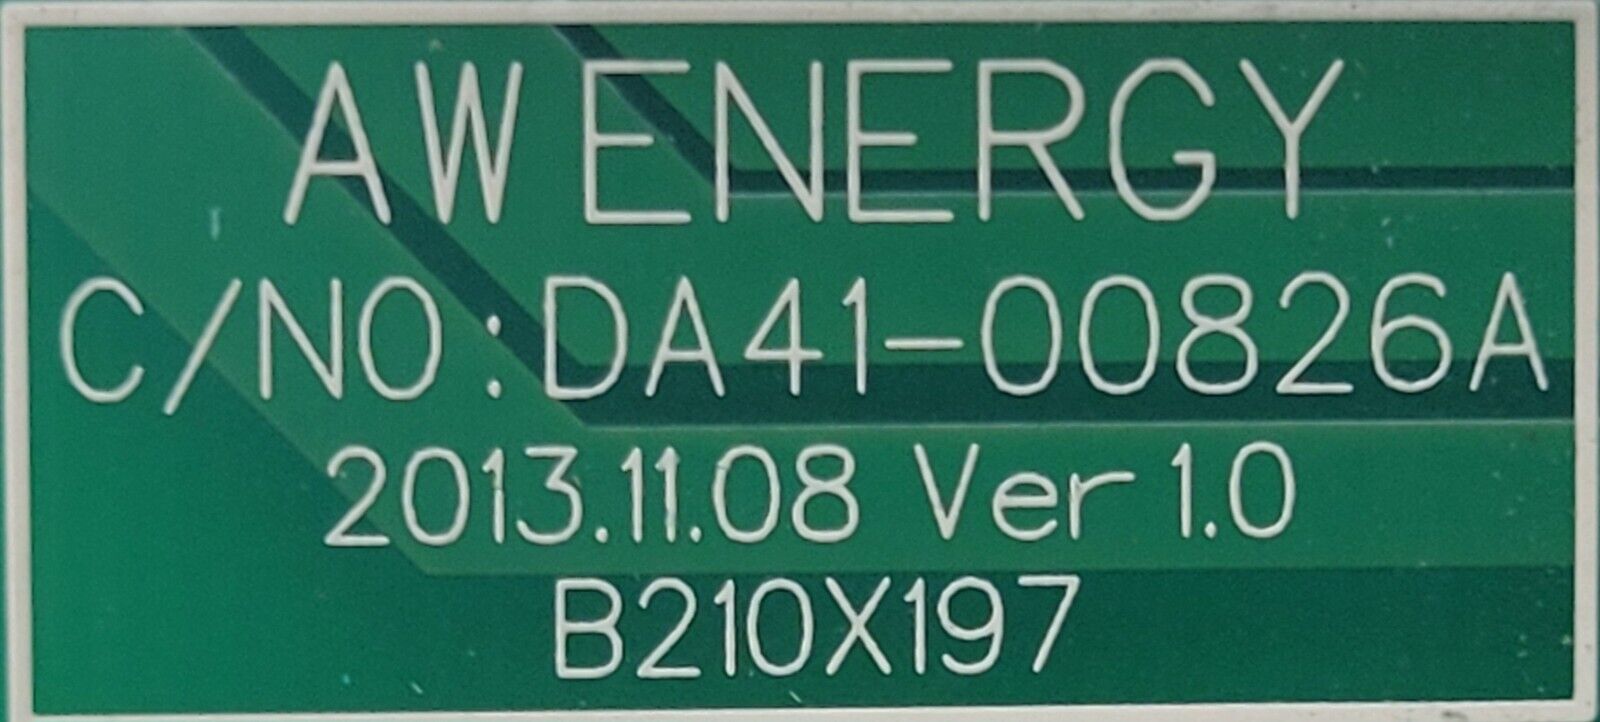 AW ENERGY
C/NO:DA41-00826A
2013.11.08 Ver 1.0
B210X197